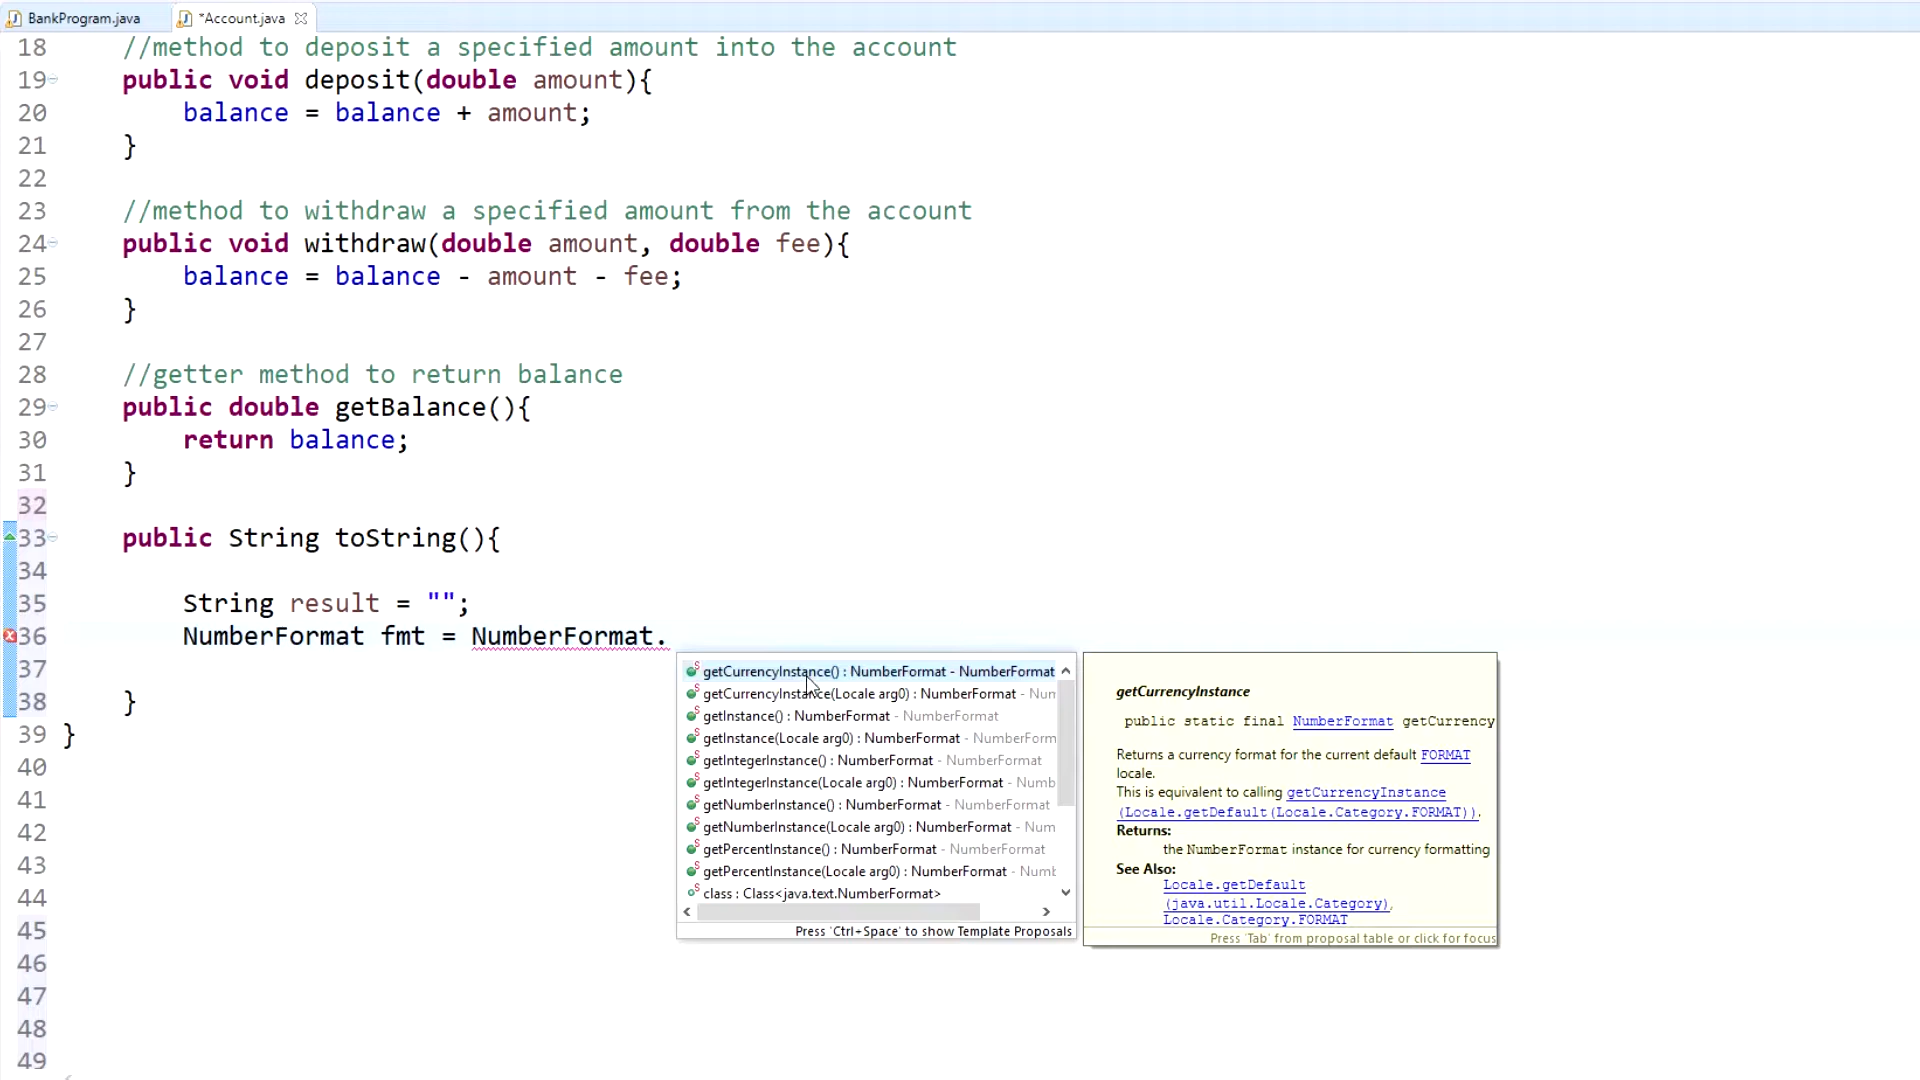 BankProgram.java *Account.java
18 //method to deposit a specified amount into the account
19 public void deposit(double amount){
20 balance = balance + amount;
21 }
22
23 //method to withdraw a specified amount from the account
24 public void withdraw(double amount, double fee){
25 balance = balance - amount - fee;
26 }
27
28 //getter method to return balance
29 public double getBalance(){
30 return balance;
31 }
32
33 public String toString(){
34
35 String result = "";
36 NumberFormat fmt = NumberFormat.
37
38 }
39 }
40
41
42
43
44
45
46
47
48
49
getCurrencyInstance() : NumberFormat - NumberFormat
getCurrencyInstance(Locale arg0) : NumberFormat - Num
getInstance() : NumberFormat - NumberFormat
getInstance(Locale arg0) : NumberFormat - NumberForm
getIntegerInstance() : NumberFormat - NumberFormat
getIntegerInstance(Locale arg0) : NumberFormat - Numb
getNumberInstance() : NumberFormat - NumberFormat
getNumberInstance(Locale arg0) : NumberFormat - Num
getPercentInstance() : NumberFormat - NumberFormat
getPercentInstance(Locale arg0) : NumberFormat - Numb
class : Class<java.text.NumberFormat>
Press 'Ctrl+Space' to show Template Proposals
getCurrencyInstance
public static final NumberFormat getCurrency
Returns a currency format for the current default FORMAT
locale.
This is equivalent to calling getCurrencyInstance
(Locale.getDefault(Locale.Category.FORMAT)).
Returns:
the NumberFormat instance for currency formatting
See Also:
Locale.getDefault
(java.util.Locale.Category),
Locale.Category.FORMAT
Press 'Tab' from proposal table or click for focus